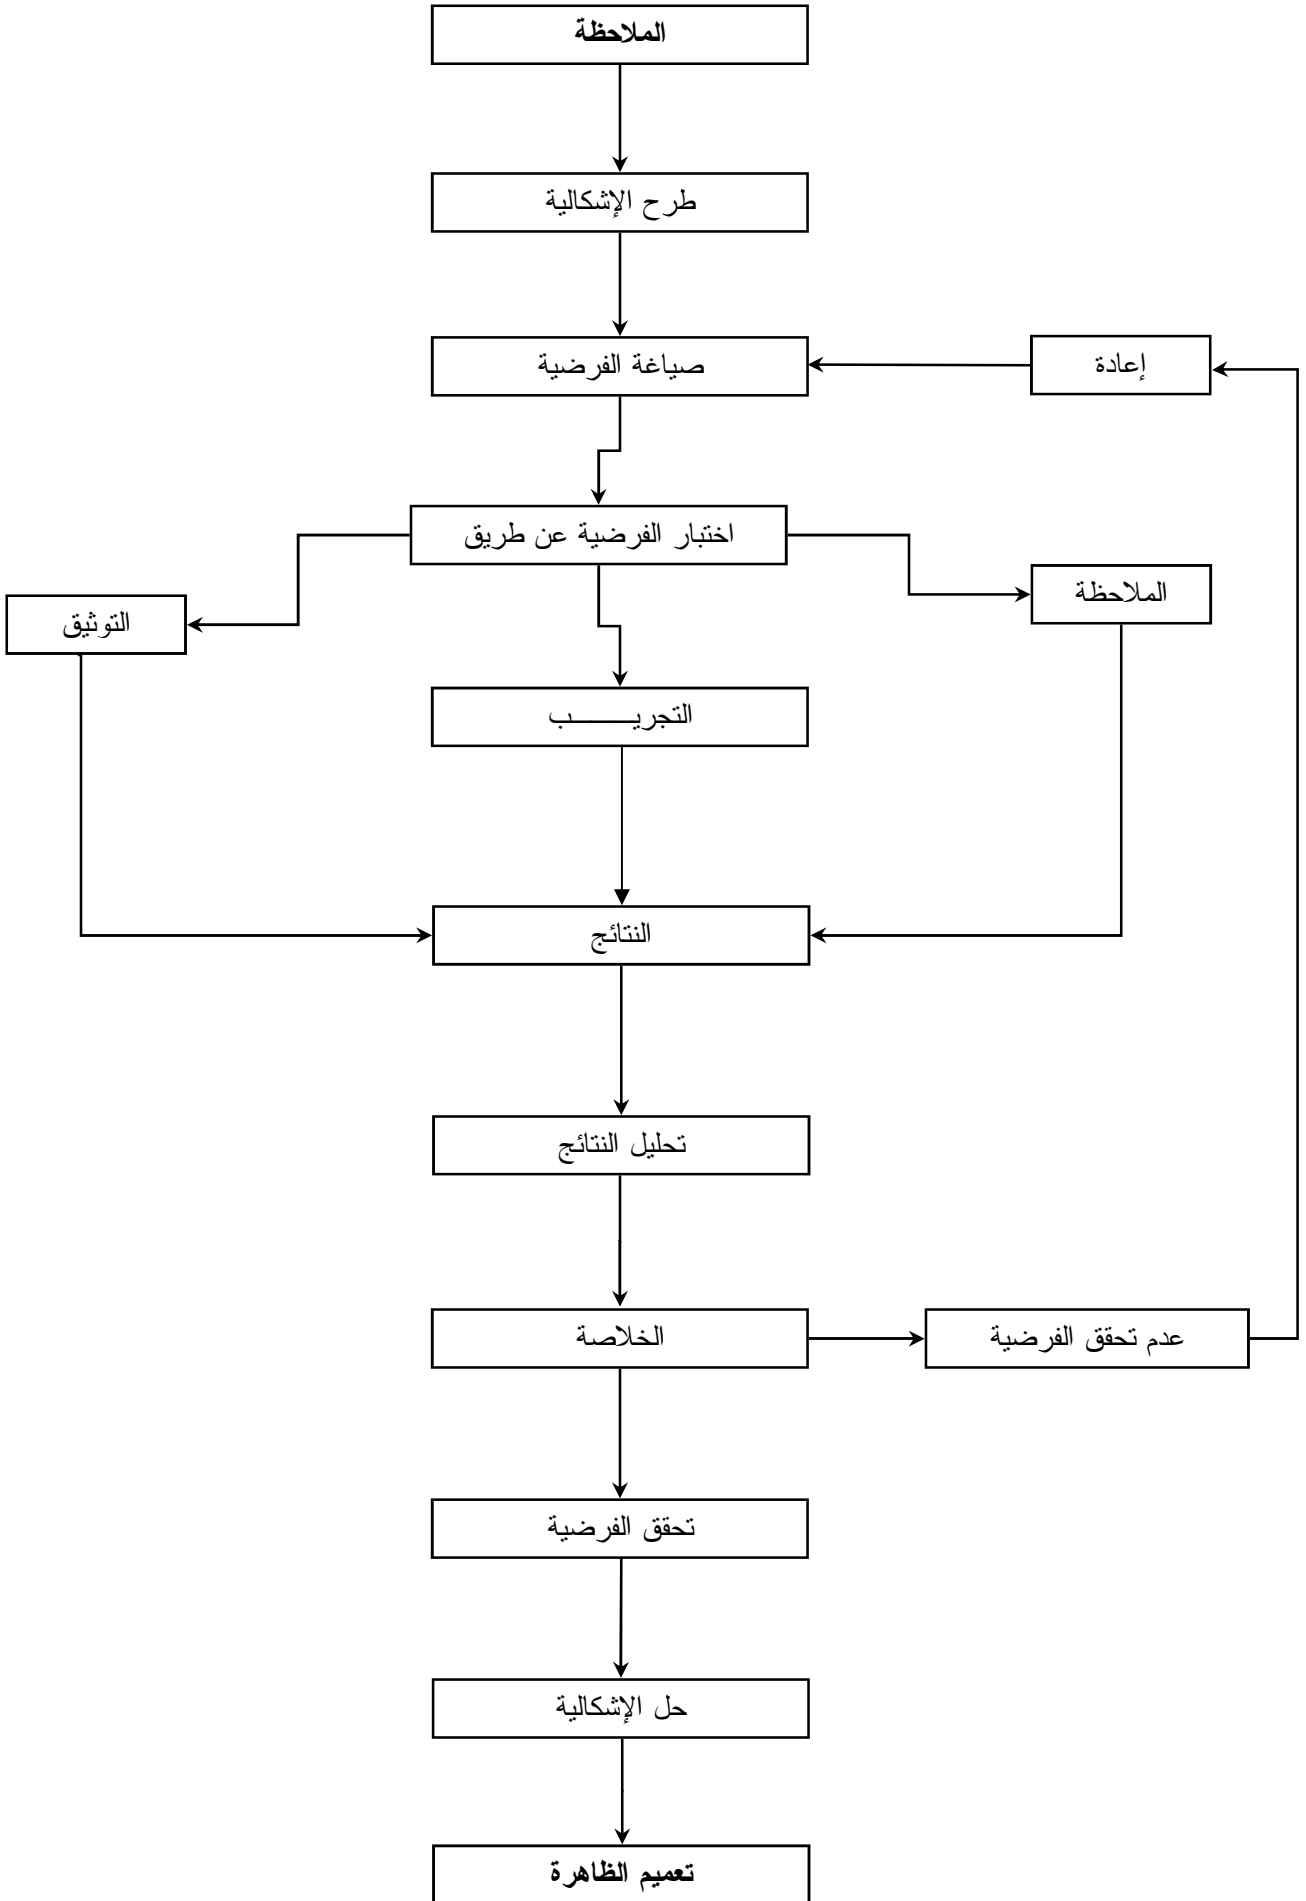 الملاحظة
طرح الإشكالية
صياغة الفرضية
إعادة
اختبار الفرضية عن طريق
الملاحظة
التوثيق
التجريـــــــــب
النتائج
تحليل النتائج
الخلاصة
عدم تحقق الفرضية
تحقق الفرضية
حل الإشكالية
تعميم الظاهرة